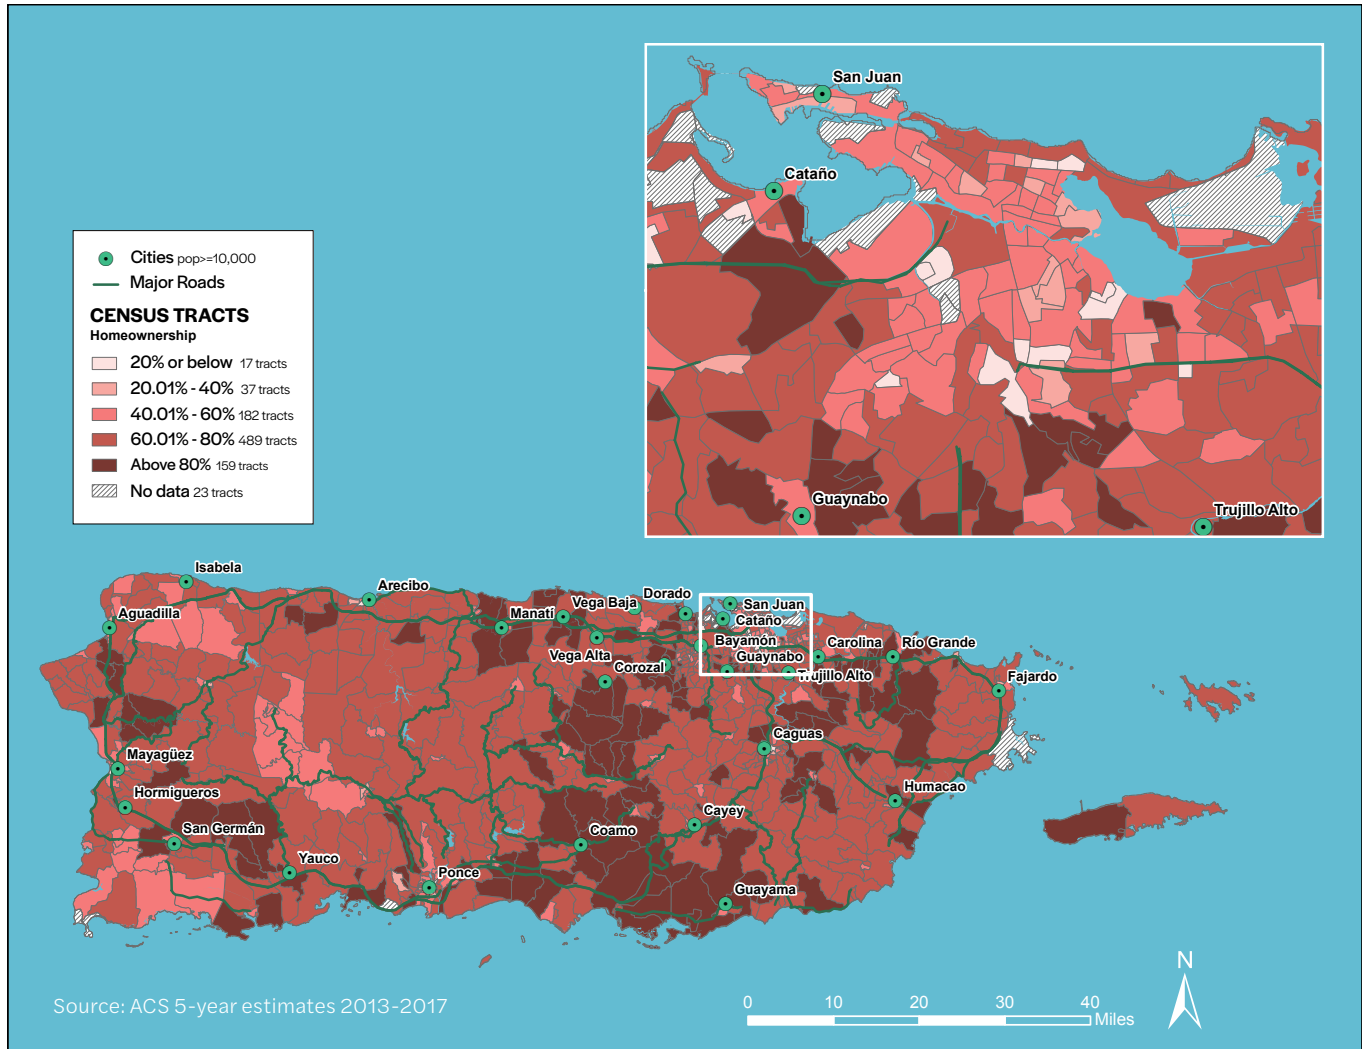 San Juan
Cataño
Guaynabo
Trujillo Alto
Cities pop>=10,000
Major Roads
CENSUS TRACTS
Homeownership
20% or below 17 tracts
20.01% - 40% 37 tracts
40.01% - 60% 182 tracts
60.01% - 80% 489 tracts
Above 80% 159 tracts
No data 23 tracts
Isabela
Arecibo
Aguadilla
Manatí
Vega Baja
Dorado
San Juan
Cataño
Bayamón
Guaynabo
Carolina
Río Grande
Vega Alta
Corozal
Trujillo Alto
Fajardo
Caguas
Mayagüez
Hormigueros
Humacao
San Germán
Cayey
Coamo
Yauco
Ponce
Guayama
N
Source: ACS 5-year estimates 2013-2017
0 10 20 30 40
Miles